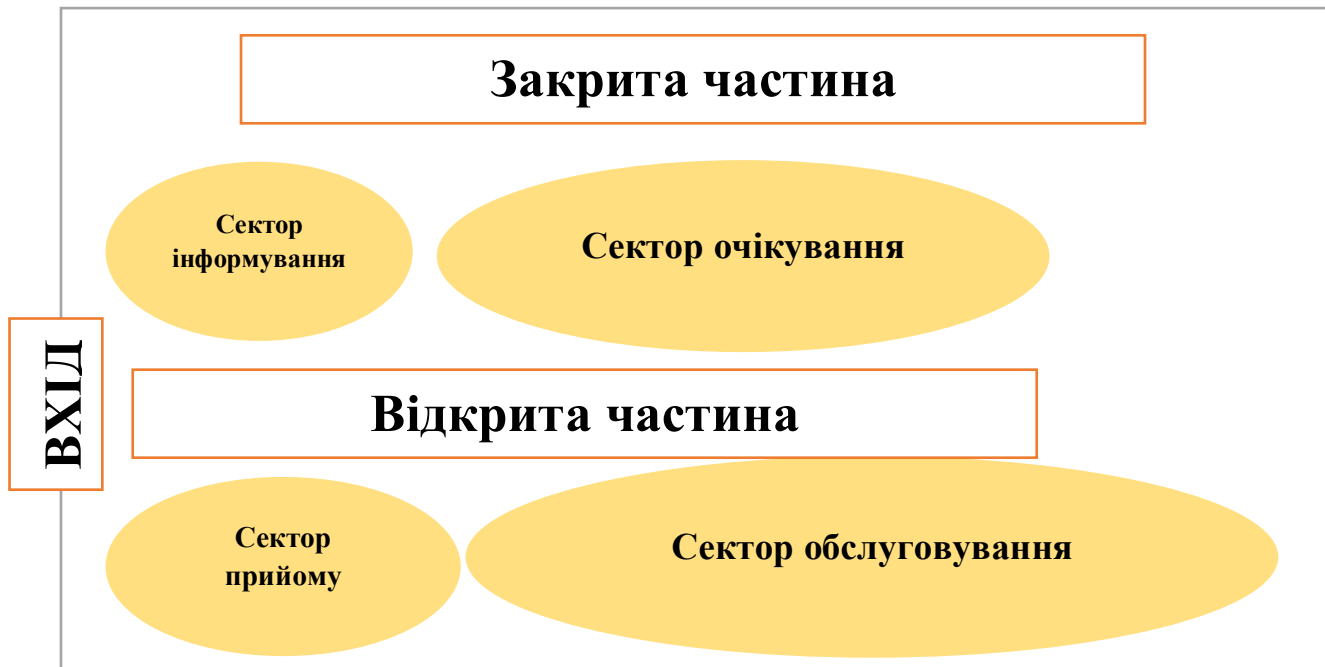 Закрита частина
Сектор
інформування
Сектор очікування
ВХІД
Відкрита частина
Сектор
прийому
Сектор обслуговування